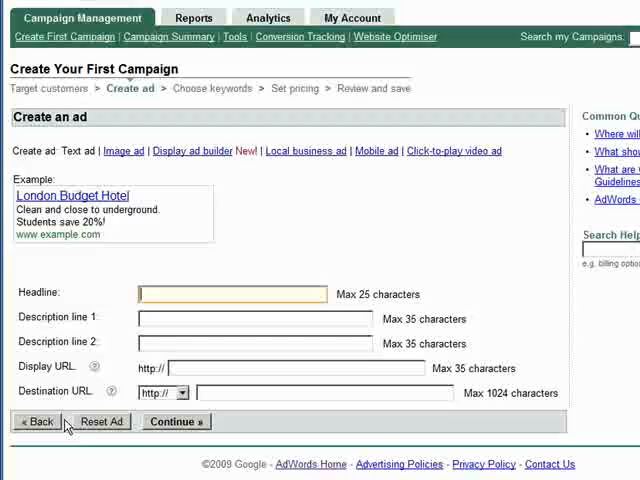 Campaign Management Reports Analytics My Account
Create First Campaign | Campaign Summary | Tools | Conversion Tracking | Website Optimiser Search my Campaigns:
Create Your First Campaign
Target customers > Create ad > Choose keywords > Set pricing > Review and save
Create an ad
Common Qu
Create ad: Text ad | Image ad | Display ad builder New! | Local business ad | Mobile ad | Click-to-play video ad
• Where will
• What shou
• What are
Guidelines
• AdWords
Example:
London Budget Hotel
Clean and close to underground.
Students save 20%!
www.example.com
Search Help
e.g. billing optio
Headline: Max 25 characters
Description line 1: Max 35 characters
Description line 2: Max 35 characters
Display URL: ? http:// Max 35 characters
Destination URL: ? http:// Max 1024 characters
« Back Reset Ad Continue »
©2009 Google - AdWords Home - Advertising Policies - Privacy Policy - Contact Us